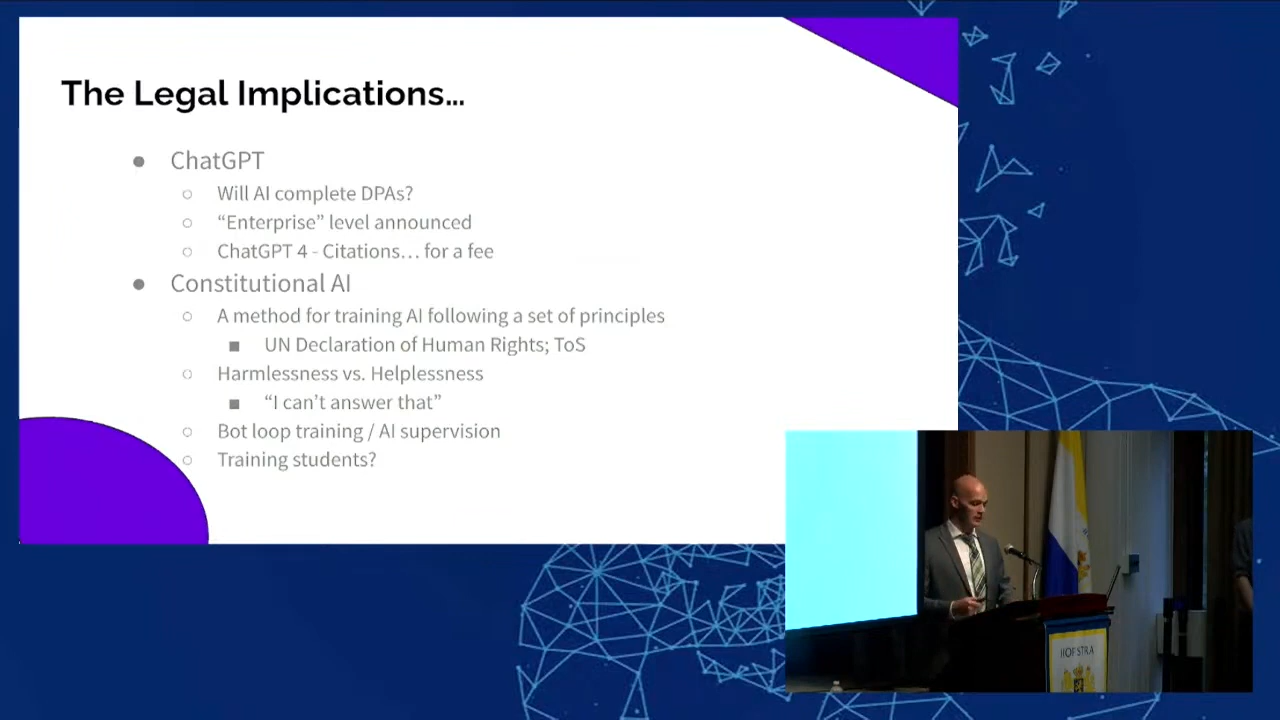 The Legal Implications...
● ChatGPT
○ Will AI complete DPAs?
○ “Enterprise” level announced
○ ChatGPT 4 - Citations… for a fee
● Constitutional AI
○ A method for training AI following a set of principles
■ UN Declaration of Human Rights; ToS
○ Harmlessness vs. Helplessness
■ “I can’t answer that”
○ Bot loop training / AI supervision
○ Training students?
HOFSTRA